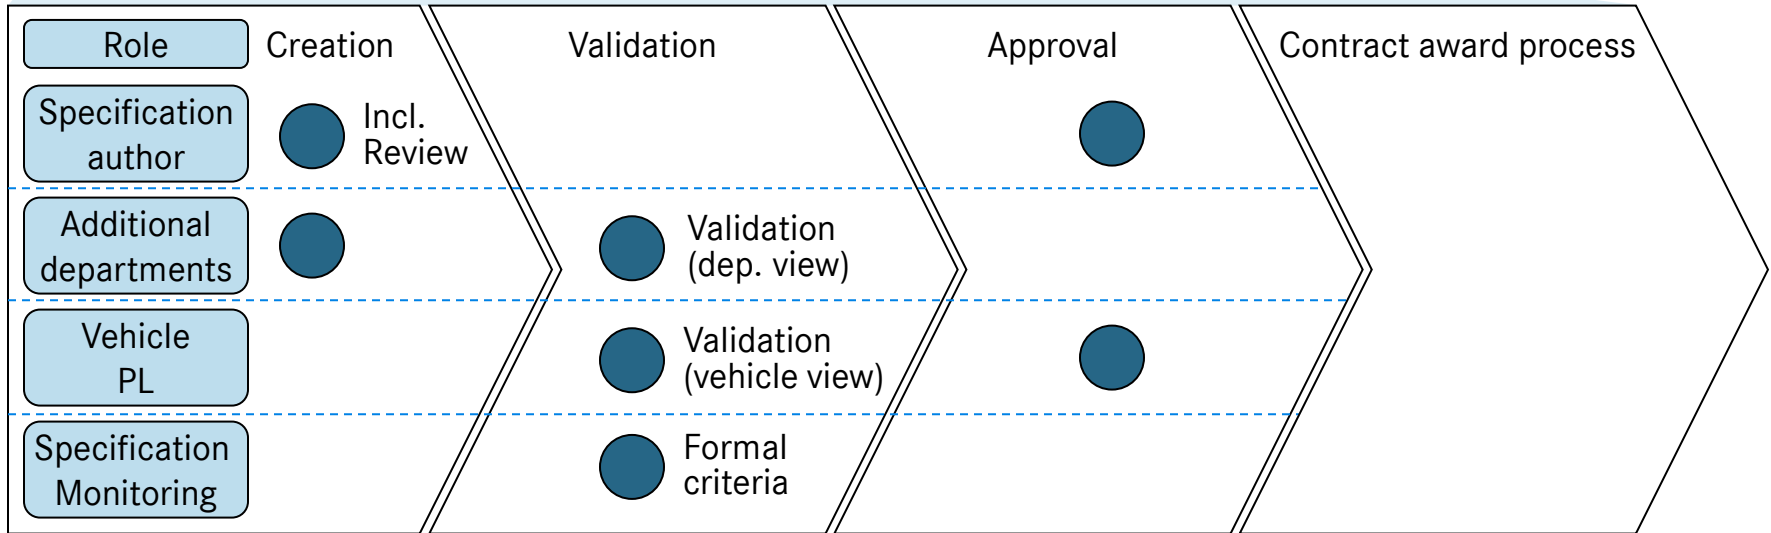 Role
Creation
Validation
Approval
Contract award process
Specification
author
Incl.
Review
Additional
departments
Validation
(dep. view)
Vehicle
PL
Validation
(vehicle view)
Specification
Monitoring
Formal
criteria